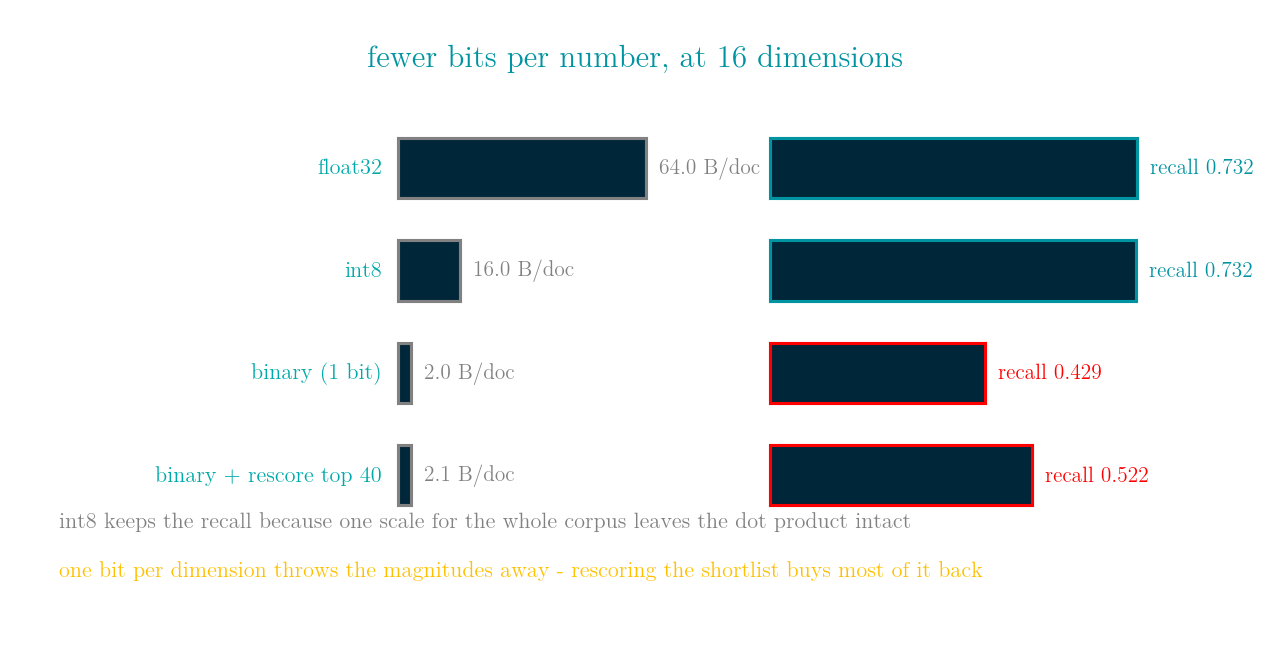 fewer bits per number, at 16 dimensions
float32 64.0 B/doc recall 0.732
int8 16.0 B/doc recall 0.732
binary (1 bit) 2.0 B/doc recall 0.429
binary + rescore top 40 2.1 B/doc recall 0.522
int8 keeps the recall because one scale for the whole corpus leaves the dot product intact
one bit per dimension throws the magnitudes away - rescoring the shortlist buys most of it back